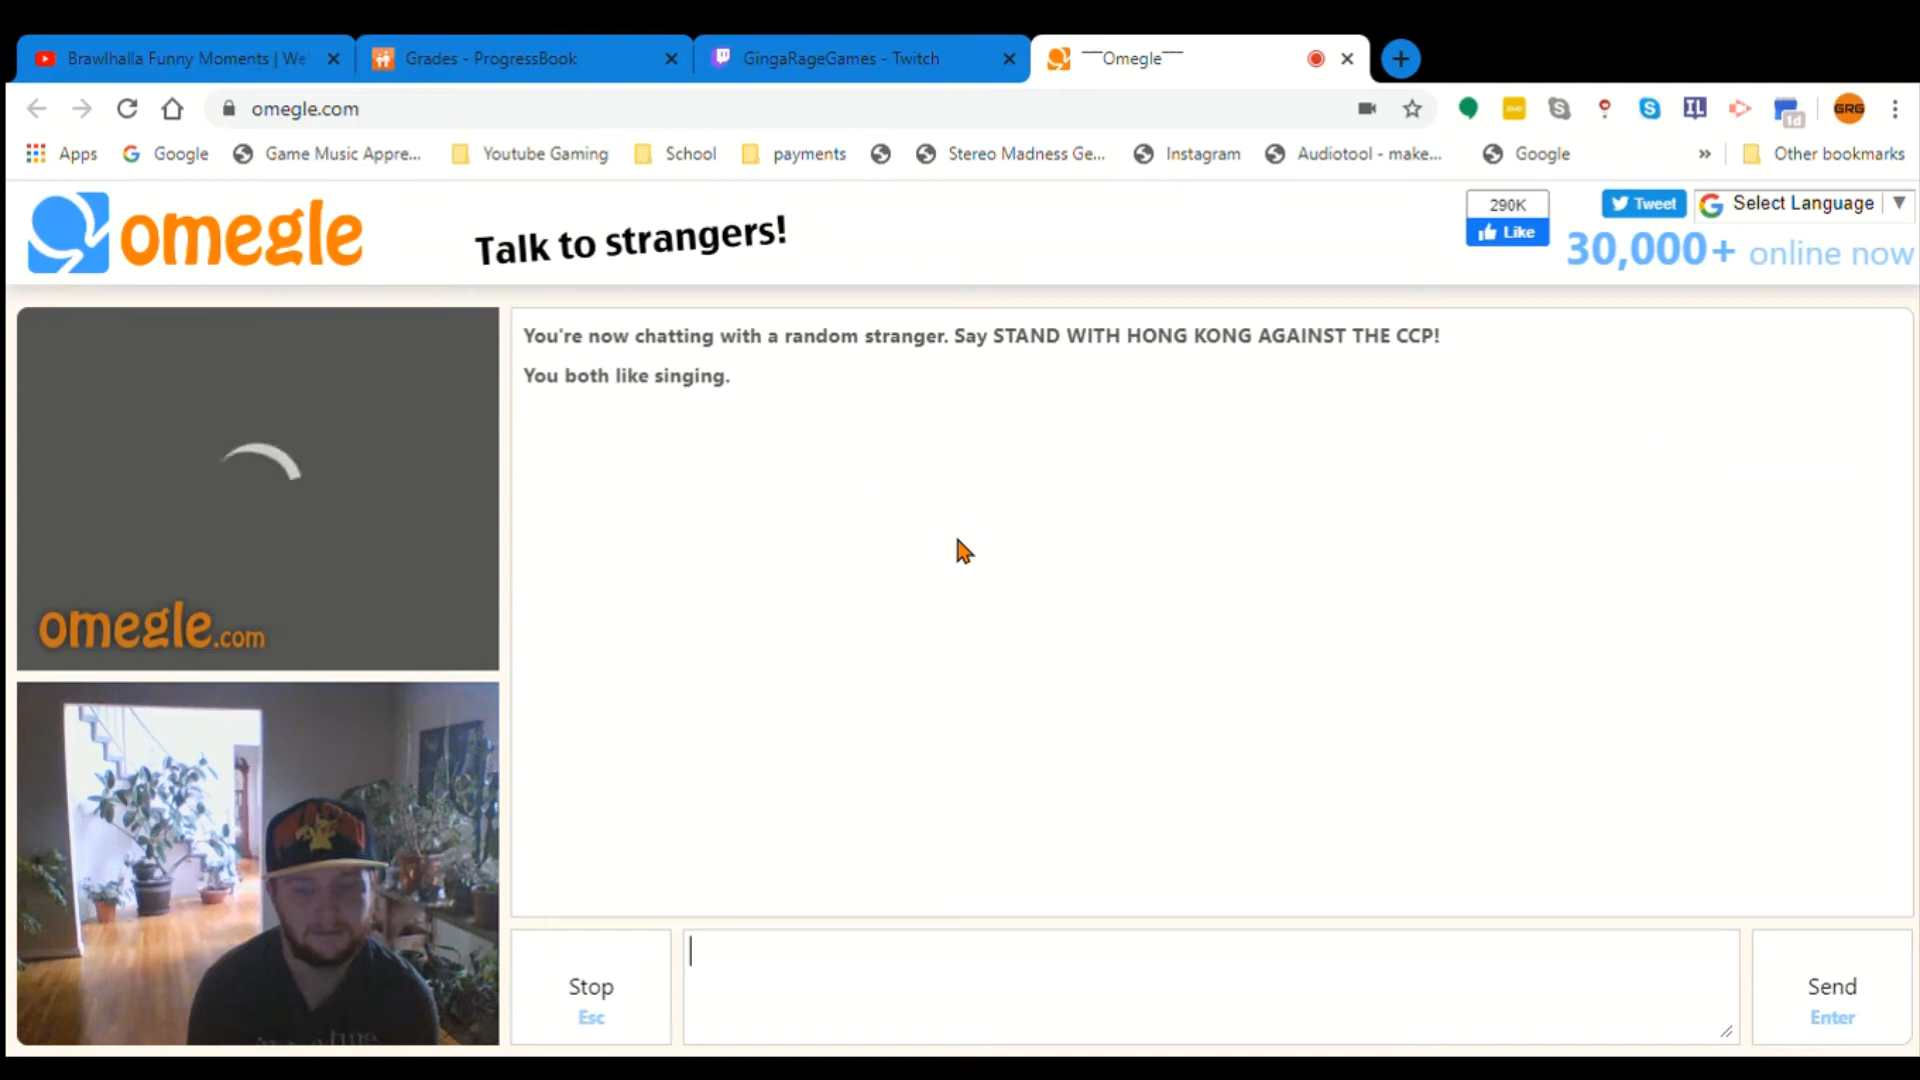 Brawlhalla Funny Moments | We
Grades - ProgressBook
GingaRageGames - Twitch
Omegle
omegle.com
GRG
IL
1d
Apps
Google
Game Music Appre...
Youtube Gaming
School
payments
Stereo Madness Ge...
Instagram
Audiotool - make...
Google
»
Other bookmarks
omegle
Talk to strangers!
290K
Like
Tweet
Select Language
30,000+ online now
You're now chatting with a random stranger. Say STAND WITH HONG KONG AGAINST THE CCP!
You both like singing.
omegle.com
Stop
Esc
Send
Enter